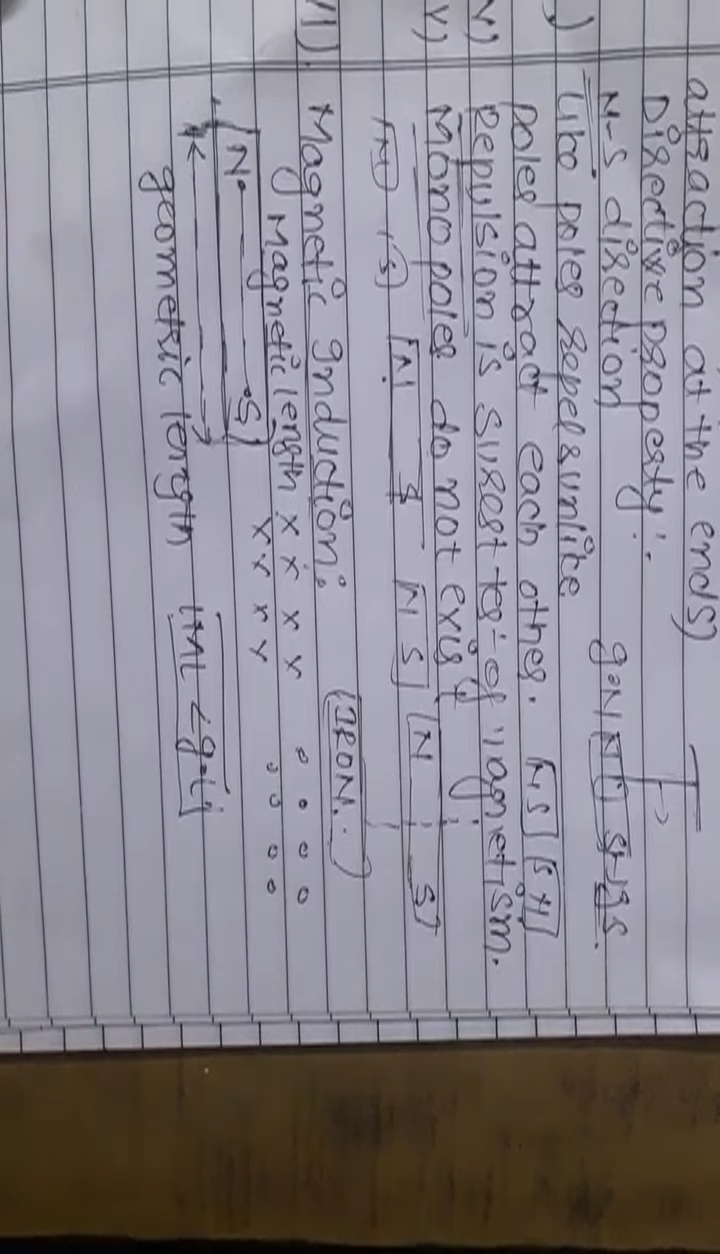 attraction at the ends)
Directive property:
N-S direction
g.N N S g.S.
) Like poles repel & unlike
poles attract each other. N S S N
V) Repulsion is surest test of magnetism.
V) Mono poles do not exist
N S N S N S N S
VI). Magnetic Induction: (IRON..)
Magnetic length x x x x
N S x x x x
geometric length